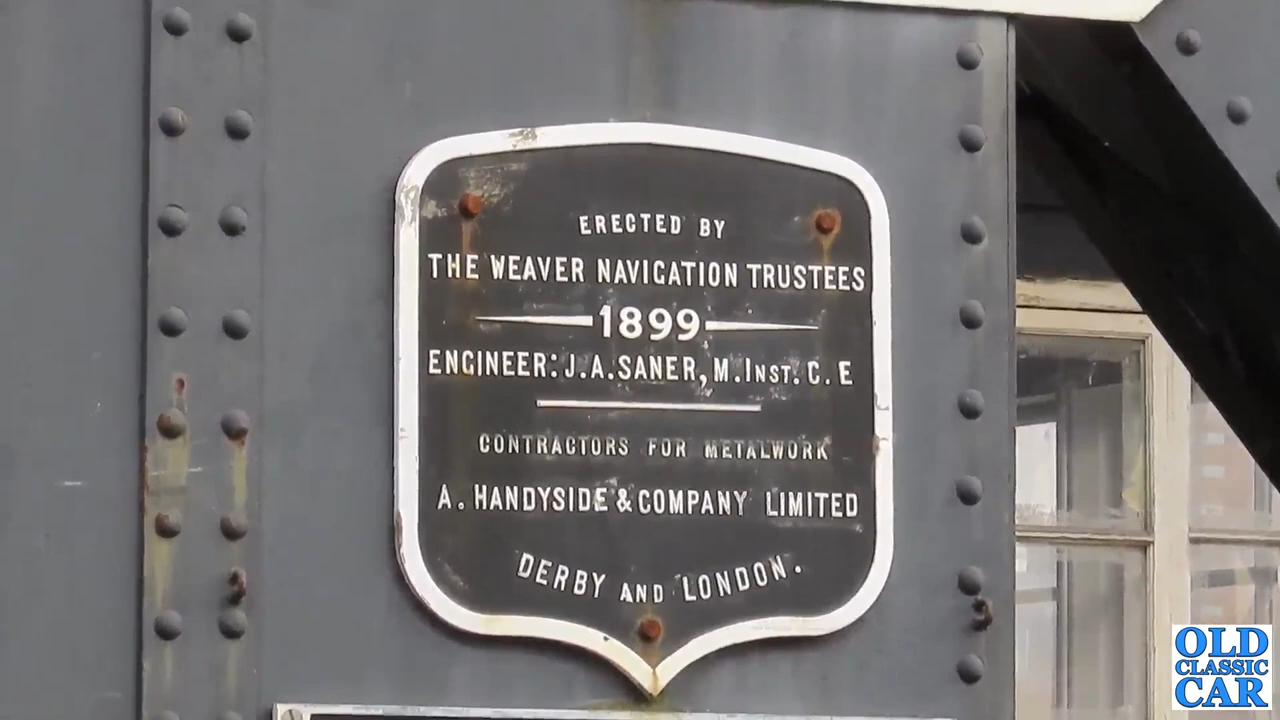 ERECTED BY
THE WEAVER NAVIGATION TRUSTEES
1899
ENGINEER: J.A.SANER, M.INST. C. E
CONTRACTORS FOR METALWORK
A. HANDYSIDE & COMPANY LIMITED
DERBY AND LONDON.
OLD
CLASSIC
CAR